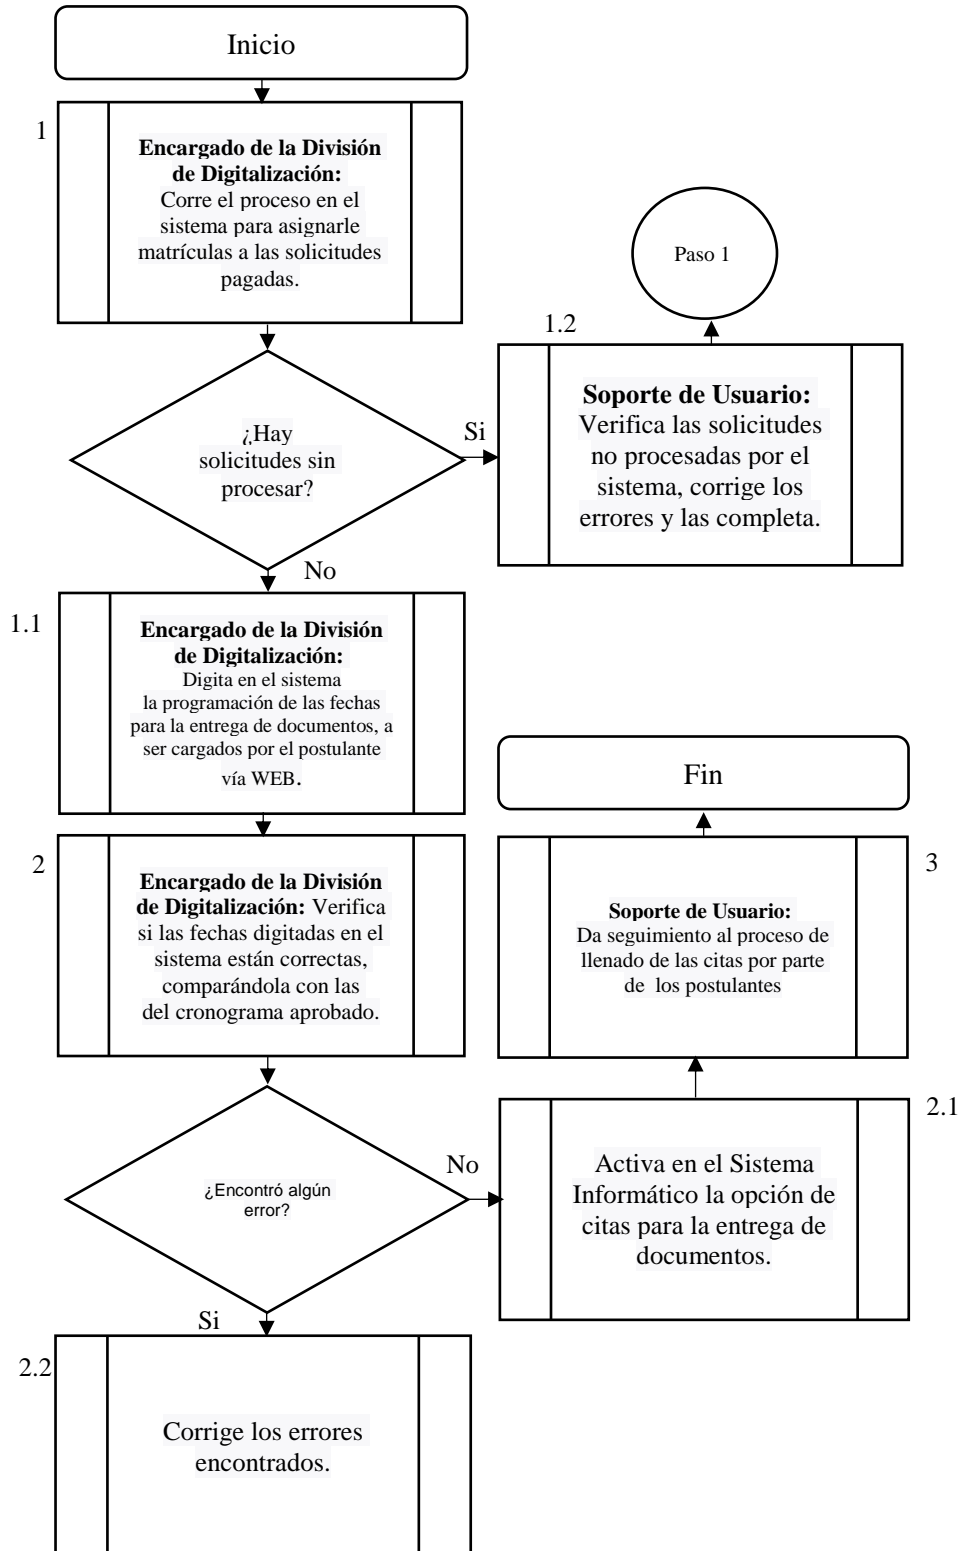 Inicio
1
Encargado de la División
de Digitalización:
Corre el proceso en el
sistema para asignarle
matrículas a las solicitudes
pagadas.
Paso 1
1.2
¿Hay
solicitudes sin
procesar?
Si
Soporte de Usuario:
Verifica las solicitudes
no procesadas por el
sistema, corrige los
errores y las completa.
No
1.1
Encargado de la División
de Digitalización:
Digita en el sistema
la programación de las fechas
para la entrega de documentos, a
ser cargados por el postulante
vía WEB.
Fin
2
Encargado de la División
de Digitalización: Verifica
si las fechas digitadas en el
sistema están correctas,
comparándola con las
del cronograma aprobado.
3
Soporte de Usuario:
Da seguimiento al proceso de
llenado de las citas por parte
de los postulantes
¿Encontró algún
error?
No
2.1
Activa en el Sistema
Informático la opción de
citas para la entrega de
documentos.
Si
2.2
Corrige los errores
encontrados.